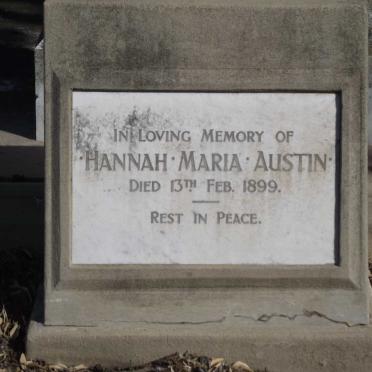 In Loving Memory of
·Hannah·Maria·Austin·
Died 13th Feb. 1899.
Rest in Peace.